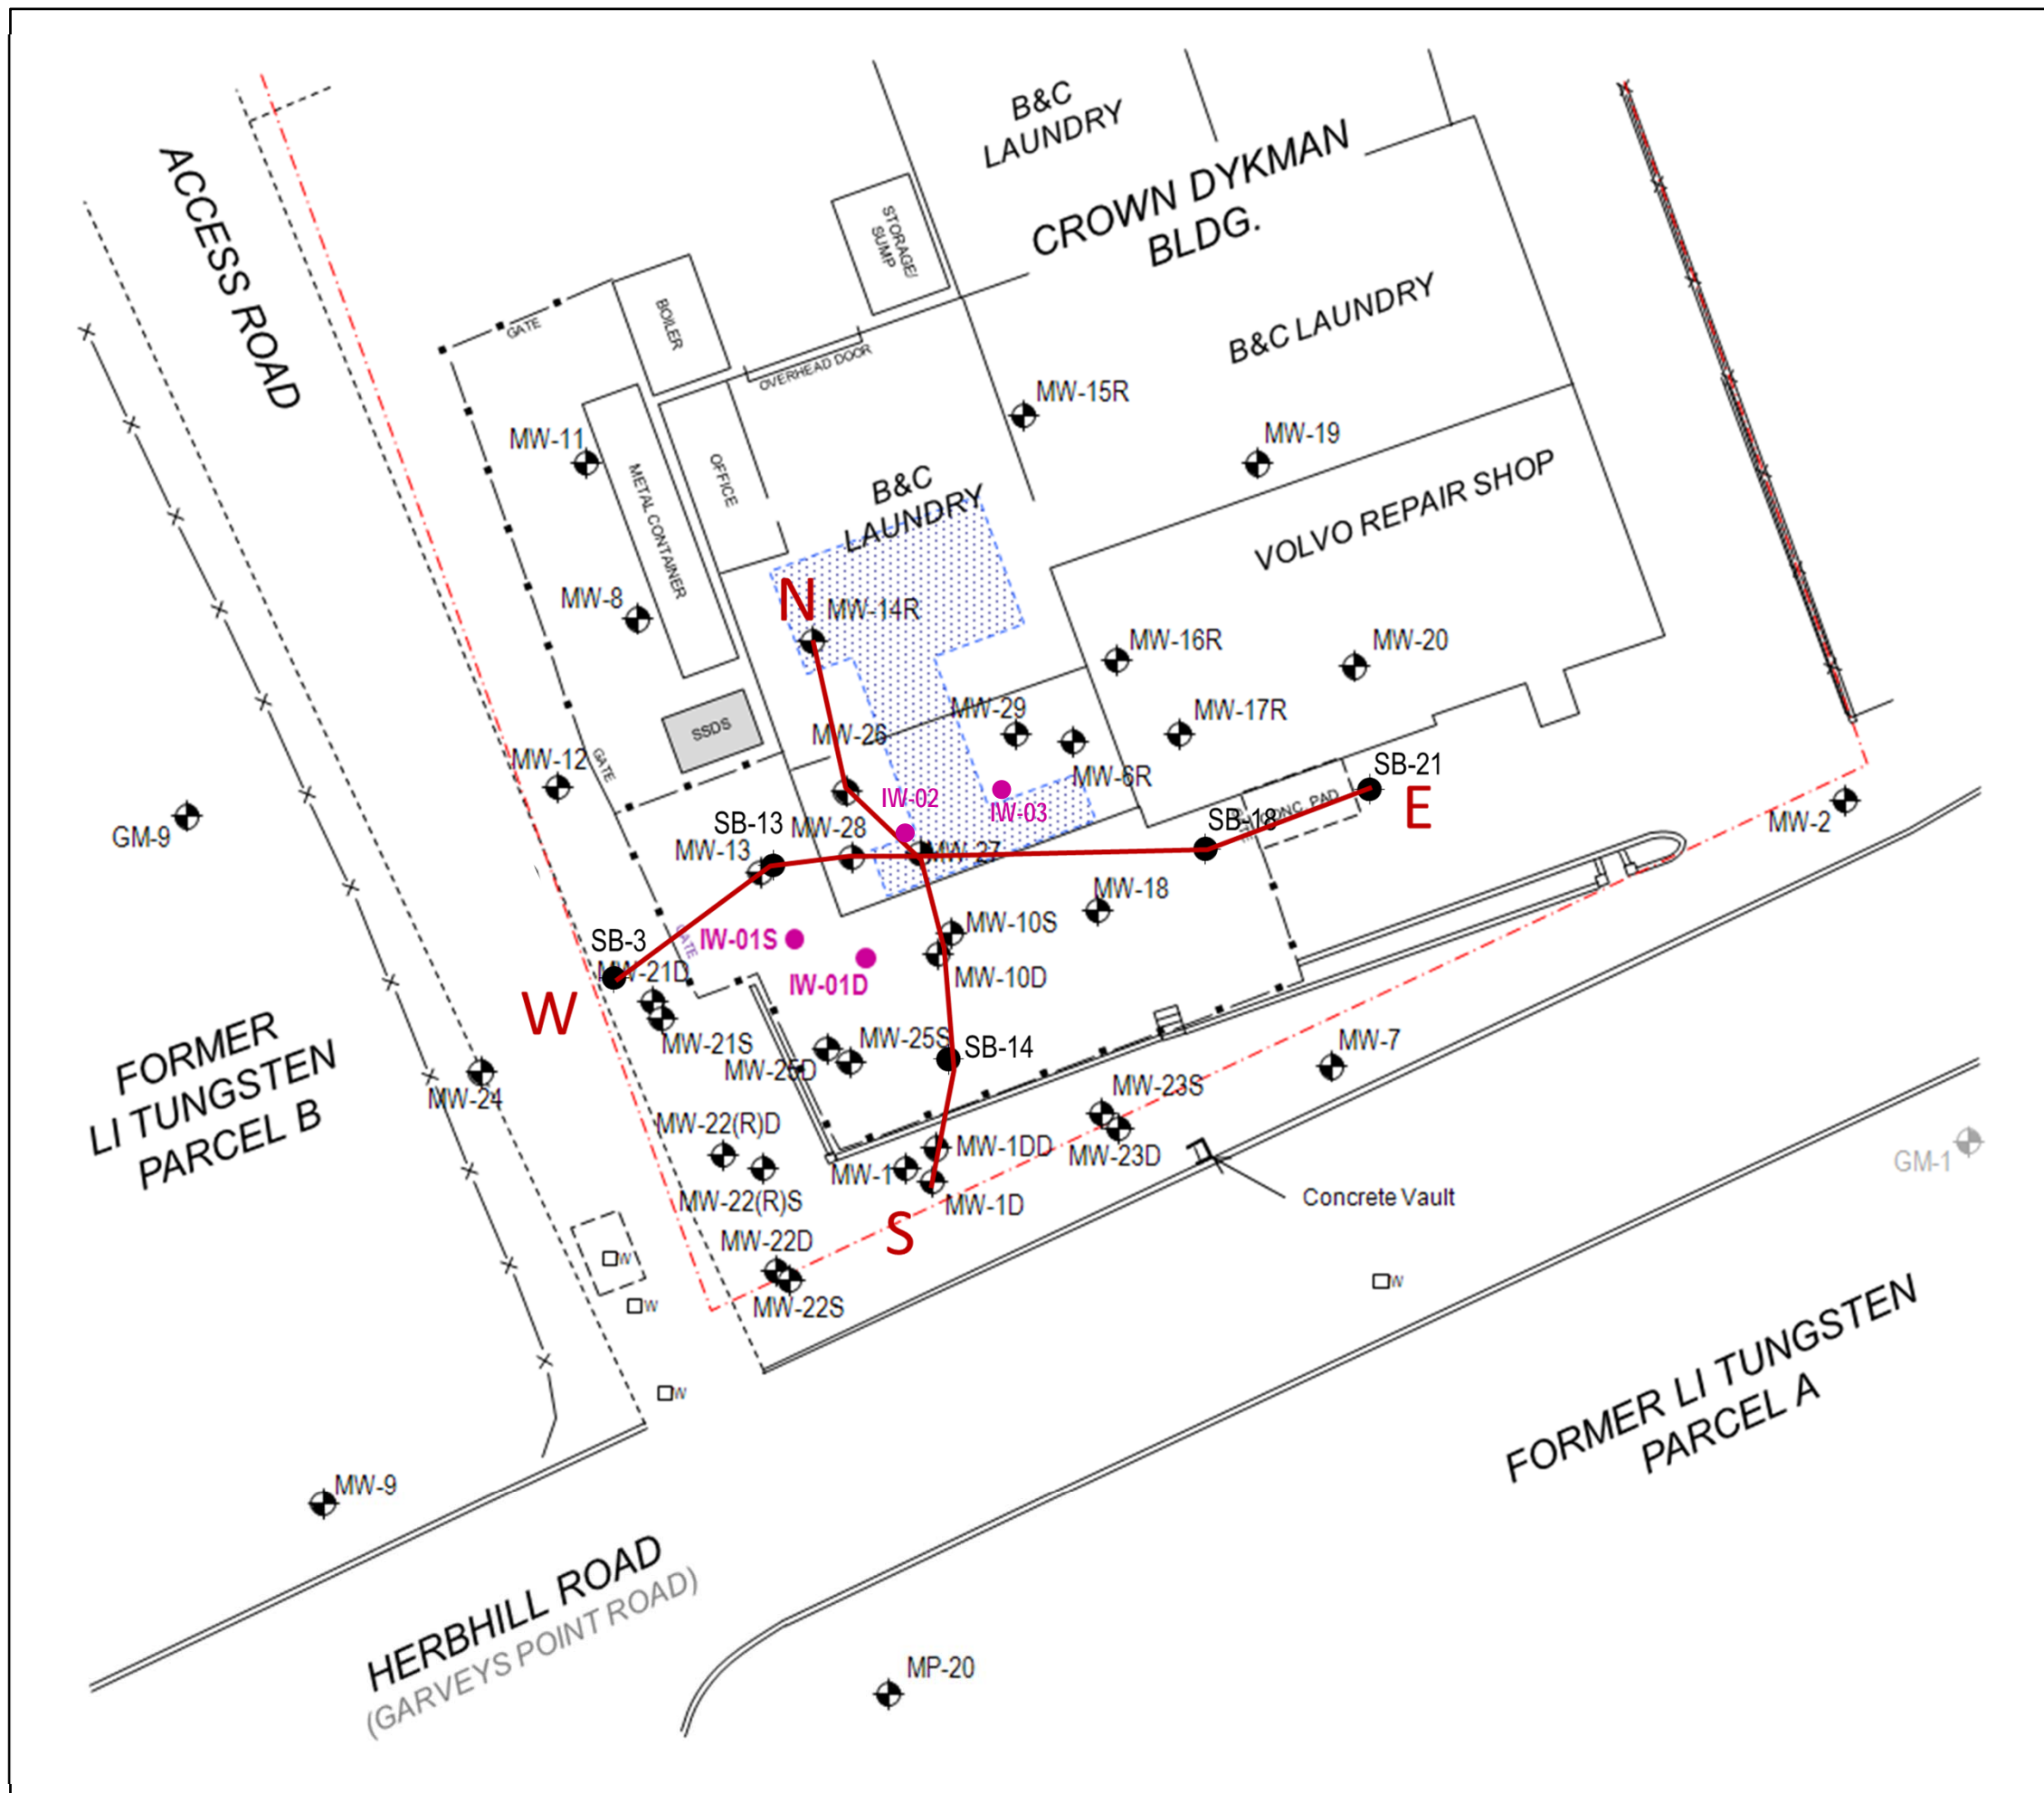 B&C
LAUNDRY
CROWN DYKMAN
BLDG.
ACCESS ROAD
STORAGE/
SUMP
BOILER
GATE
B&C LAUNDRY
OVERHEAD DOOR
MW-15R
MW-11
MW-19
METAL CONTAINER
OFFICE
B&C
LAUNDRY
VOLVO REPAIR SHOP
MW-8
N
MW-14R
MW-16R
MW-20
SSDS
MW-29
MW-17R
MW-26
MW-12
GATE
MW-6R
SB-21
IW-02
IW-03
CONC. PAD
E
GM-9
SB-13
MW-28
SB-18
MW-2
MW-13
MW-27
MW-18
MW-10S
SB-3
IW-01S
GATE
MW-21D
MW-10D
IW-01D
W
MW-21S
MW-25S
SB-14
MW-7
MW-25D
FORMER
LI TUNGSTEN
PARCEL B
MW-24
MW-23S
MW-22(R)D
MW-1DD
MW-23D
GM-1
MW-1
MW-22(R)S
MW-1D
Concrete Vault
S
MW-22D
W
W
MW-22S
W
W
FORMER LI TUNGSTEN
PARCEL A
MW-9
HERBHILL ROAD
(GARVEYS POINT ROAD)
MP-20